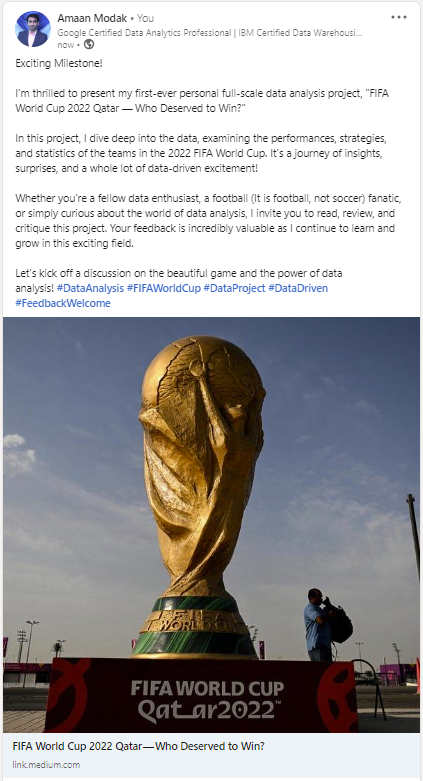 Amaan Modak • You
Google Certified Data Analytics Professional | IBM Certified Data Warehousi...
now •
Exciting Milestone!
I'm thrilled to present my first-ever personal full-scale data analysis project, "FIFA
World Cup 2022 Qatar — Who Deserved to Win?"
In this project, I dive deep into the data, examining the performances, strategies,
and statistics of the teams in the 2022 FIFA World Cup. It's a journey of insights,
surprises, and a whole lot of data-driven excitement!
Whether you're a fellow data enthusiast, a football (It is football, not soccer) fanatic,
or simply curious about the world of data analysis, I invite you to read, review, and
critique this project. Your feedback is incredibly valuable as I continue to learn and
grow in this exciting field.
Let's kick off a discussion on the beautiful game and the power of data
analysis! #DataAnalysis #FIFAWorldCup #DataProject #DataDriven
#FeedbackWelcome
FIFA WORLD CUP
FIFA WORLD CUP
Qatar2022
FIFA World Cup 2022 Qatar—Who Deserved to Win?
link.medium.com